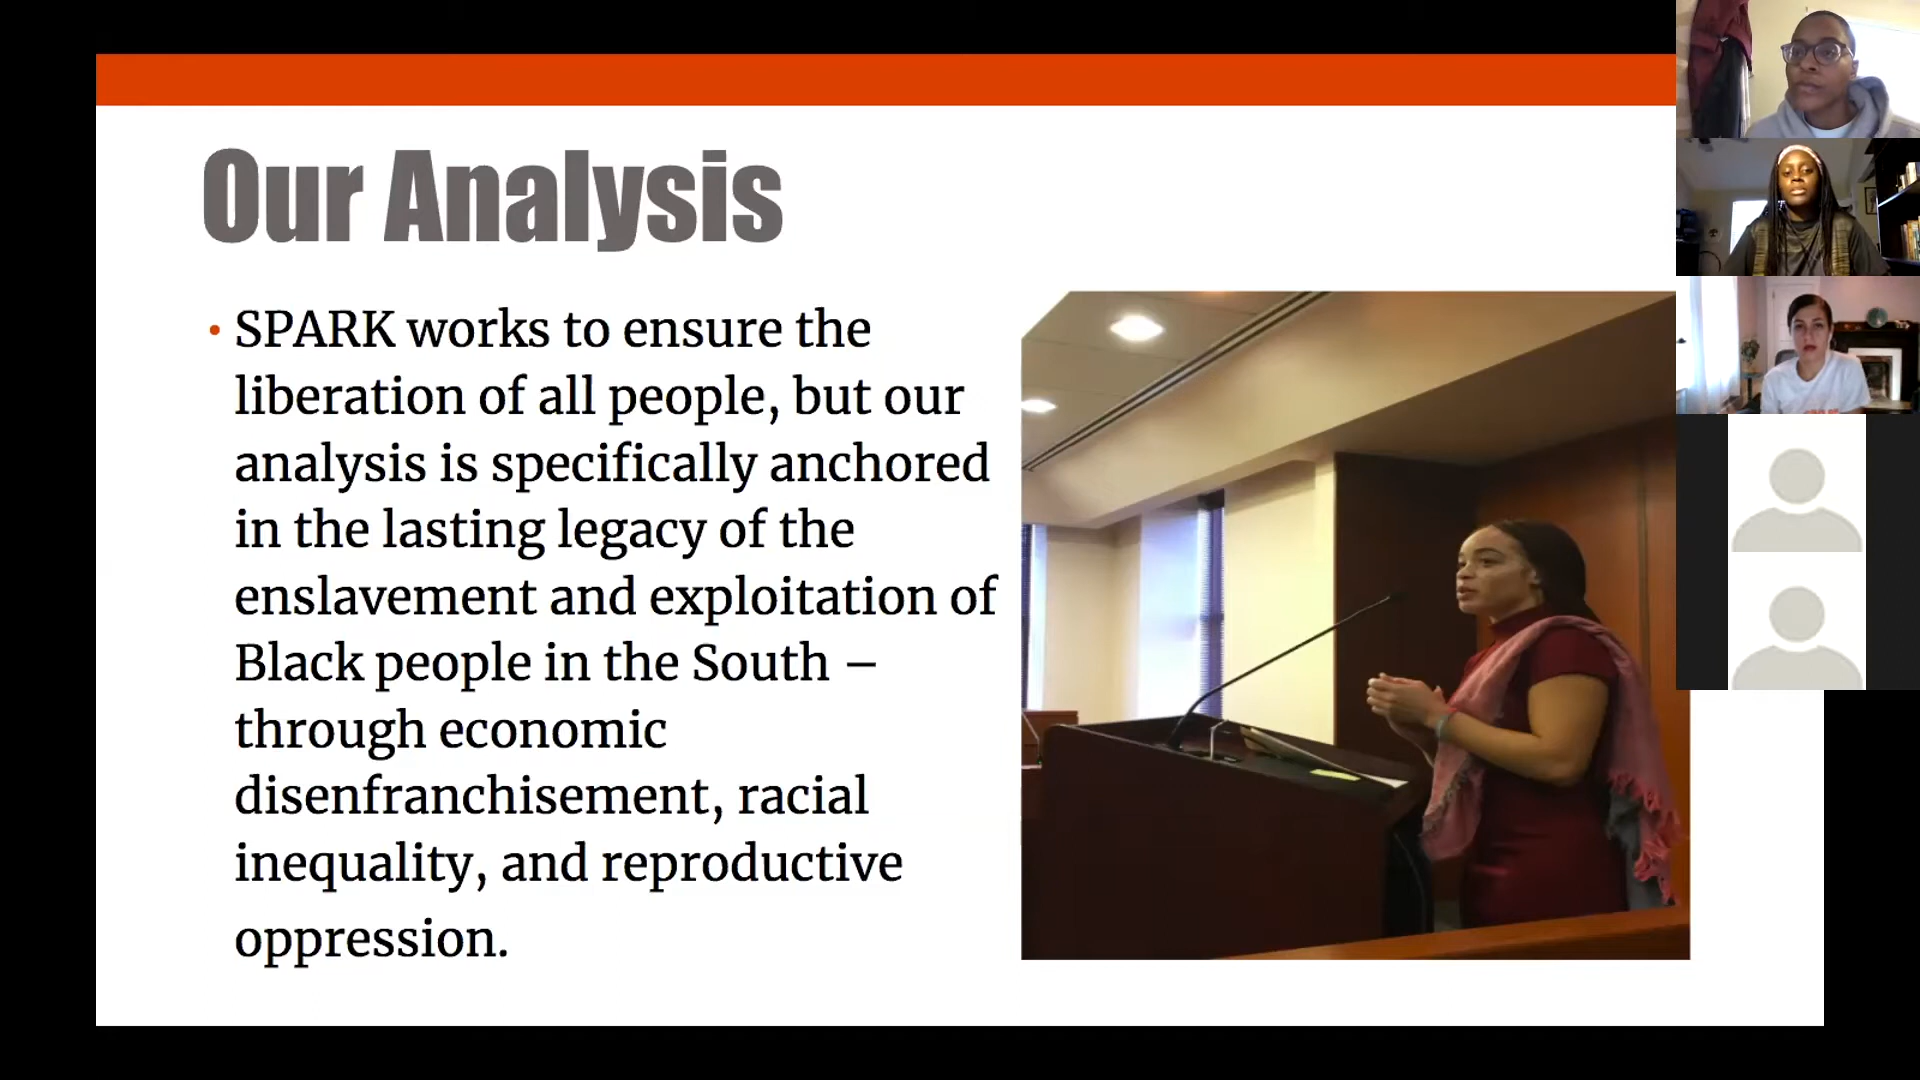 Our Analysis
• SPARK works to ensure the
liberation of all people, but our
analysis is specifically anchored
in the lasting legacy of the
enslavement and exploitation of
Black people in the South –
through economic
disenfranchisement, racial
inequality, and reproductive
oppression.